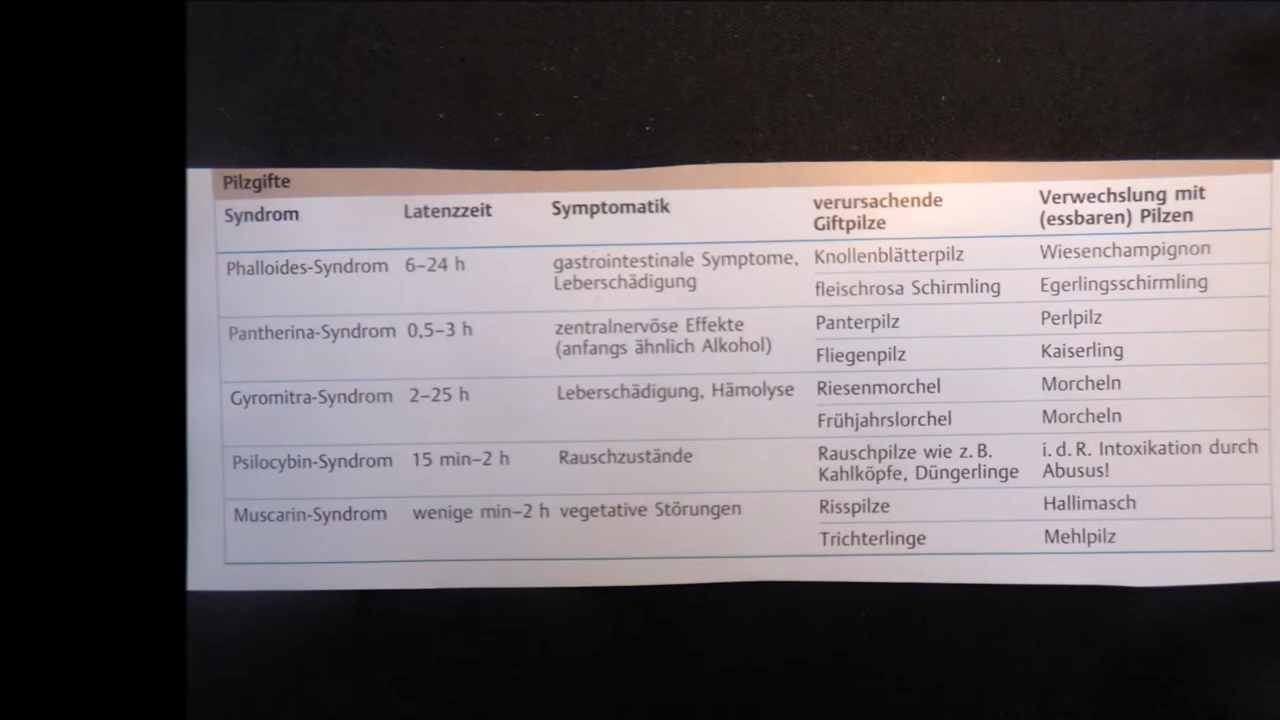 Pilzgifte
Syndrom Latenzzeit Symptomatik verursachende Giftpilze Verwechslung mit (essbaren) Pilzen
Phalloides-Syndrom 6–24 h gastrointestinale Symptome, Leberschädigung Knollenblätterpilz Wiesenchampignon
fleischrosa Schirmling Egerlingsschirmling
Pantherina-Syndrom 0,5–3 h zentralnervöse Effekte (anfangs ähnlich Alkohol) Panterpilz Perlpilz
Fliegenpilz Kaiserling
Gyromitra-Syndrom 2–25 h Leberschädigung, Hämolyse Riesenmorchel Morcheln
Frühjahrslorchel Morcheln
Psilocybin-Syndrom 15 min–2 h Rauschzustände Rauschpilze wie z. B. Kahlköpfe, Düngerlinge i. d. R. Intoxikation durch Abusus!
Muscarin-Syndrom wenige min–2 h vegetative Störungen Risspilze Hallimasch
Trichterlinge Mehlpilz